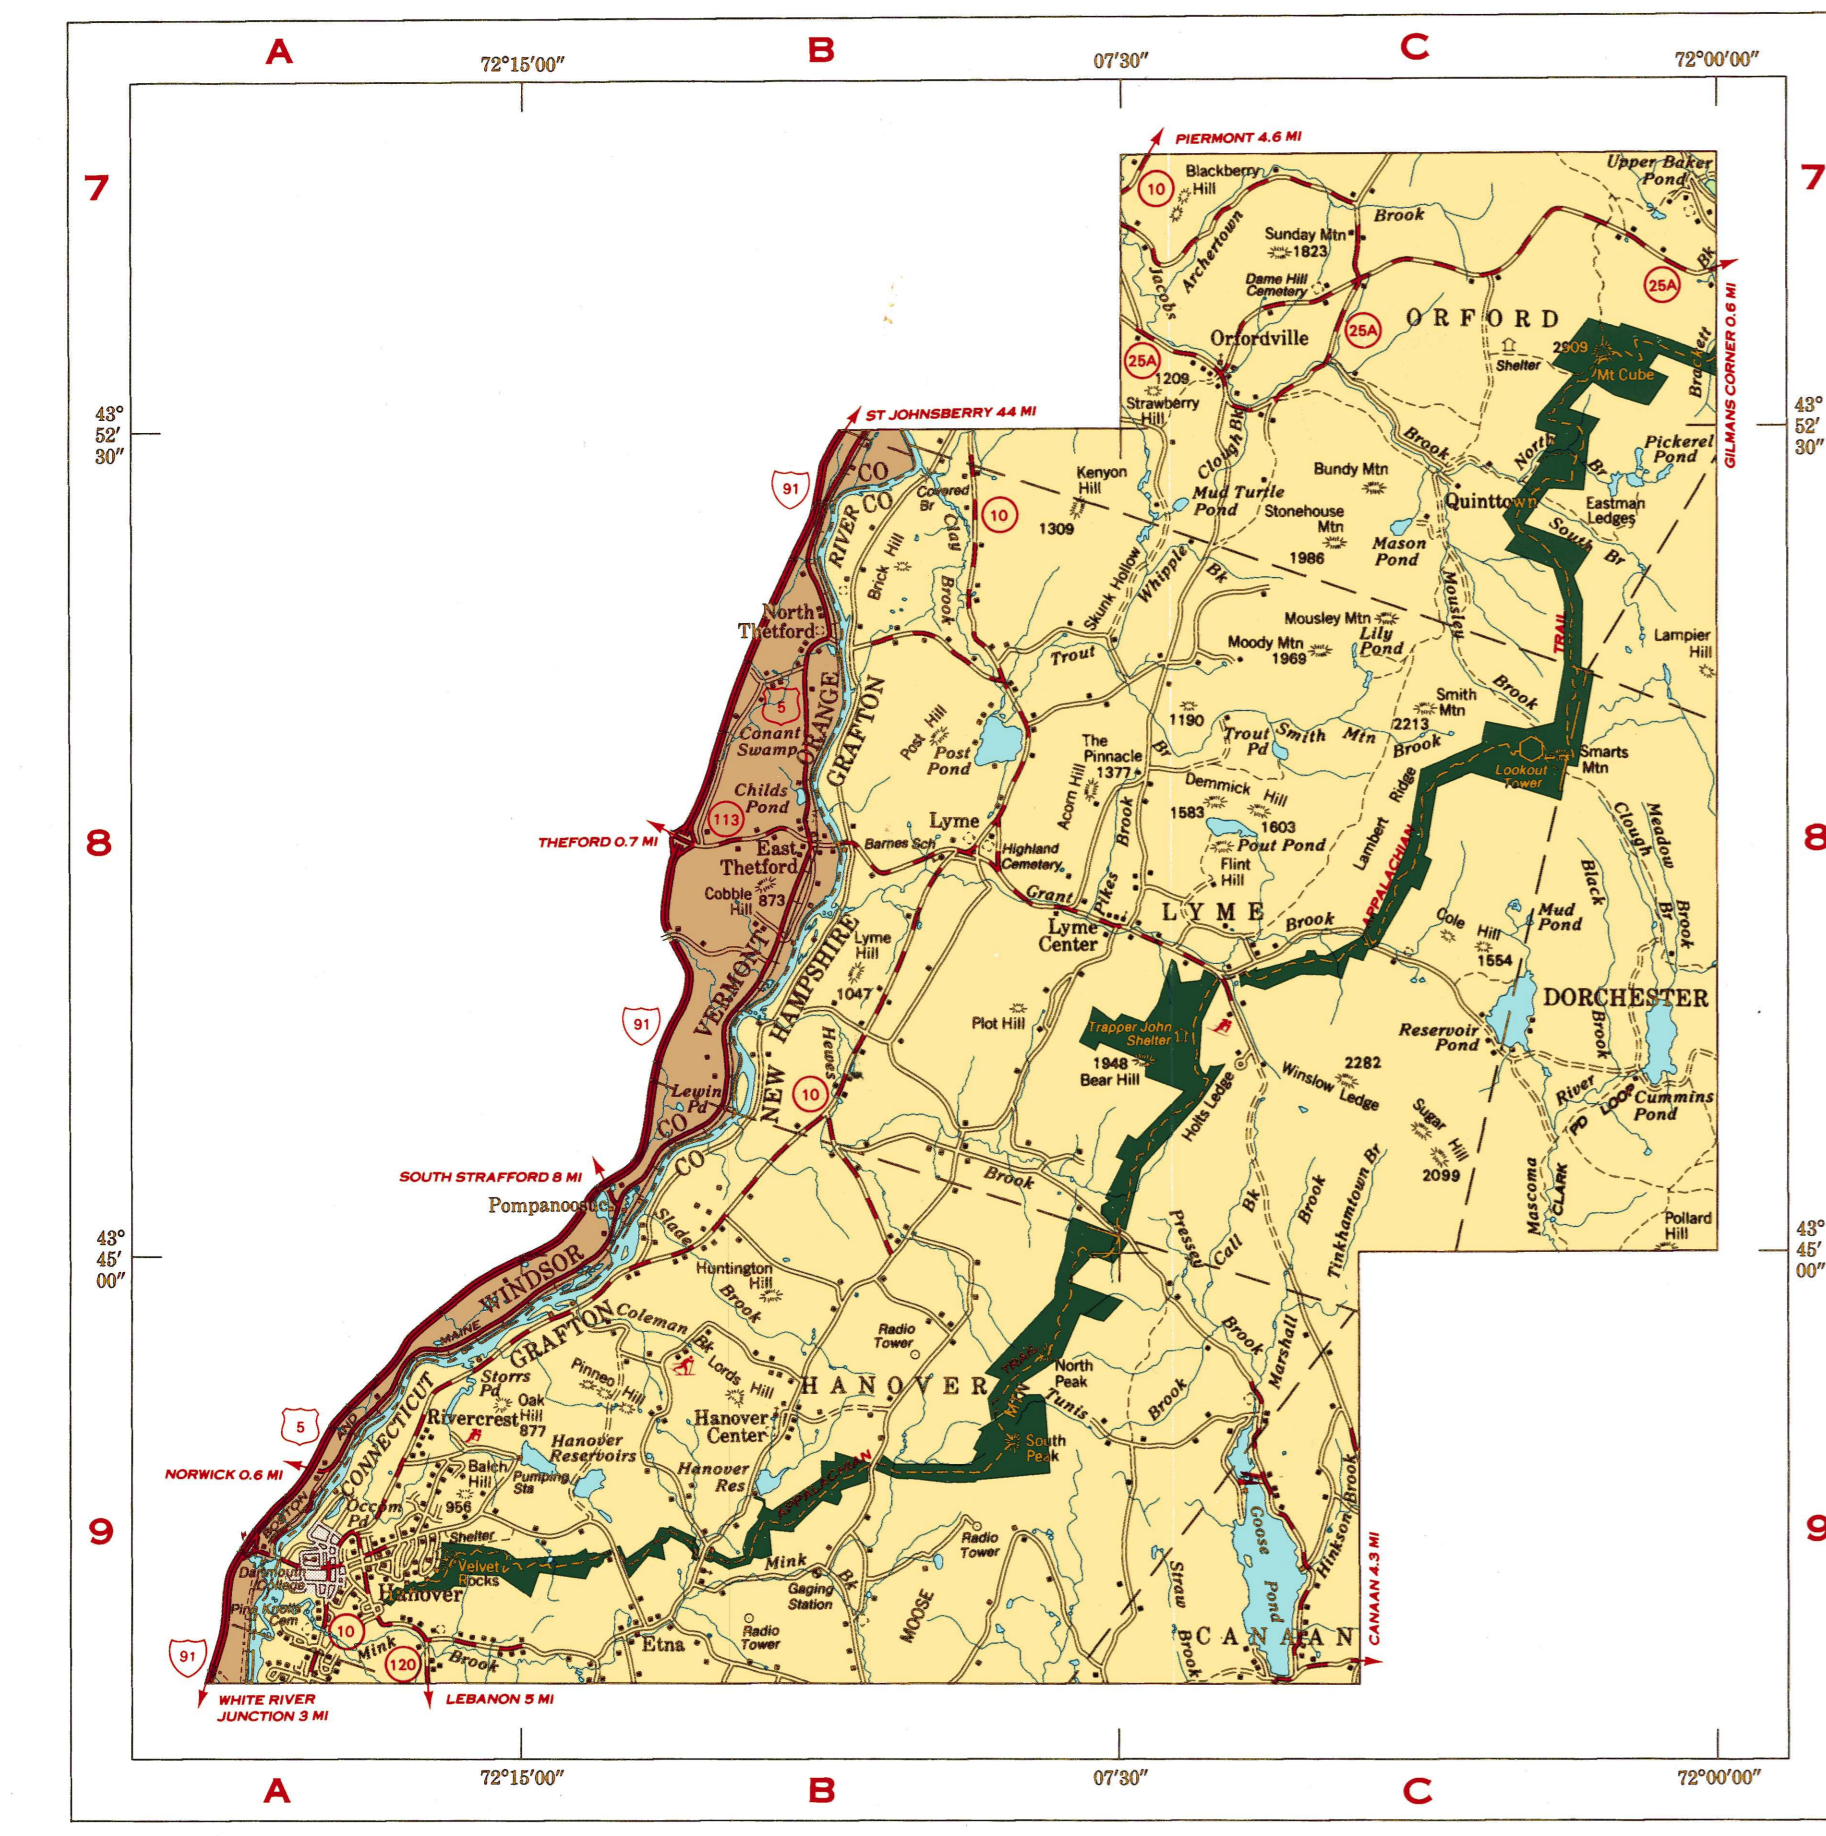 A
B
C
72°15'00"
07'30"
72°00'00"
7
7
PIERMONT 4.6 MI
10
Blackberry
Hill
Upper Baker
Pond
Brook
Archertown
Jacobs
Sunday Mtn
1823
Dame Hill
Cemetery
25A
Bk
ORFORD
25A
Orfordville
25A
1209
Strawberry
Hill
Shelter
2909
Mt Cube
Brackett
GILMANS CORNER 0.6 MI
43°
52'
30"
43°
52'
30"
ST JOHNSBERRY 44 MI
91
CO
RIVER
CO
Covered
Br
Clay
Brook
10
Kenyon
Hill
1309
Clough Bk
Mud Turtle
Pond
Bundy Mtn
Stonehouse
Mtn
1986
Mason
Pond
Brook
Quinttown
North
Br
Pickerel
Pond
Eastman
Ledges
South
Br
Brick Hill
Skunk Hollow
Whipple
Bk
Mousley
Brook
TRAIL
Lampier
Hill
North
Thetford
Mousley Mtn
Moody Mtn
1969
Lily
Pond
Trout
5
Conant
Swamp
ORANGE
GRAFTON
Post Hill
Post
Pond
The
Pinnacle
1377
1190
Br
Trout
Pd
Smith Mtn
Brook
Smith
Mtn
2213
Smarts
Mtn
Lookout
Tower
Childs
Pond
113
THEFORD 0.7 MI
East
Thetford
Cobble
Hill
873
Lyme
Barnes Sch
Highland
Cemetery
Acorn Hill
Brook
Pikes
Demmick Hill
1583
1603
Pout Pond
Flint
Hill
Lambert Ridge
APPALACHIAN
Clough
Br
Meadow
Brook
Black
Brook
8
8
Grant
Brook
Lyme
Center
LYME
Lyme
Hill
1047
Cole Hill
1554
Mud
Pond
DORCHESTER
VERMONT
NEW HAMPSHIRE
91
Hewes
Brook
Plot Hill
Trapper John
Shelter
1948
Bear Hill
Holts Ledge
Winslow Ledge
2282
Reservoir
Pond
River
PD
LOOP
Cummins
Pond
Sugar Hill
2099
Mascoma
CLARK
Pollard
Hill
Lewin
Pd
CO
CO
10
SOUTH STRAFFORD 8 MI
Pompanoosuc
43°
45'
00"
43°
45'
00"
Slade
Brook
Huntington
Hill
Pressey
Brook
Call
Bk
Brook
Marshall
Tinkhamtown Br
WINDSOR
MAINE
GRAFTON
Coleman
Bk
Lords Hill
Radio
Tower
TRAIL
North
Peak
HANOVER
MTN
South
Peak
Tunis
Brook
Storrs
Pd
Pinneo Hill
Oak
Hill
877
Rivercrest
Hanover
Center
Hanover
Reservoirs
Hanover
Res
5
AND
CONNECTICUT
BOSTON
NORWICK 0.6 MI
Balch
Hill
956
Pumping
Sta
Occom
Pd
APPALACHIAN
9
9
Dartmouth
College
Shelter
Velvet
Rocks
Hanover
Pine Knolls
Cem
Mink
Bk
Gaging
Station
Radio
Tower
Radio
Tower
MOOSE
Goose
Pond
Hinkson Brook
Straw
Brook
CANAAN
CANAAN 4.3 MI
Etna
10
Mink
Brook
120
91
WHITE RIVER
JUNCTION 3 MI
LEBANON 5 MI
72°15'00"
07'30"
72°00'00"
A
B
C